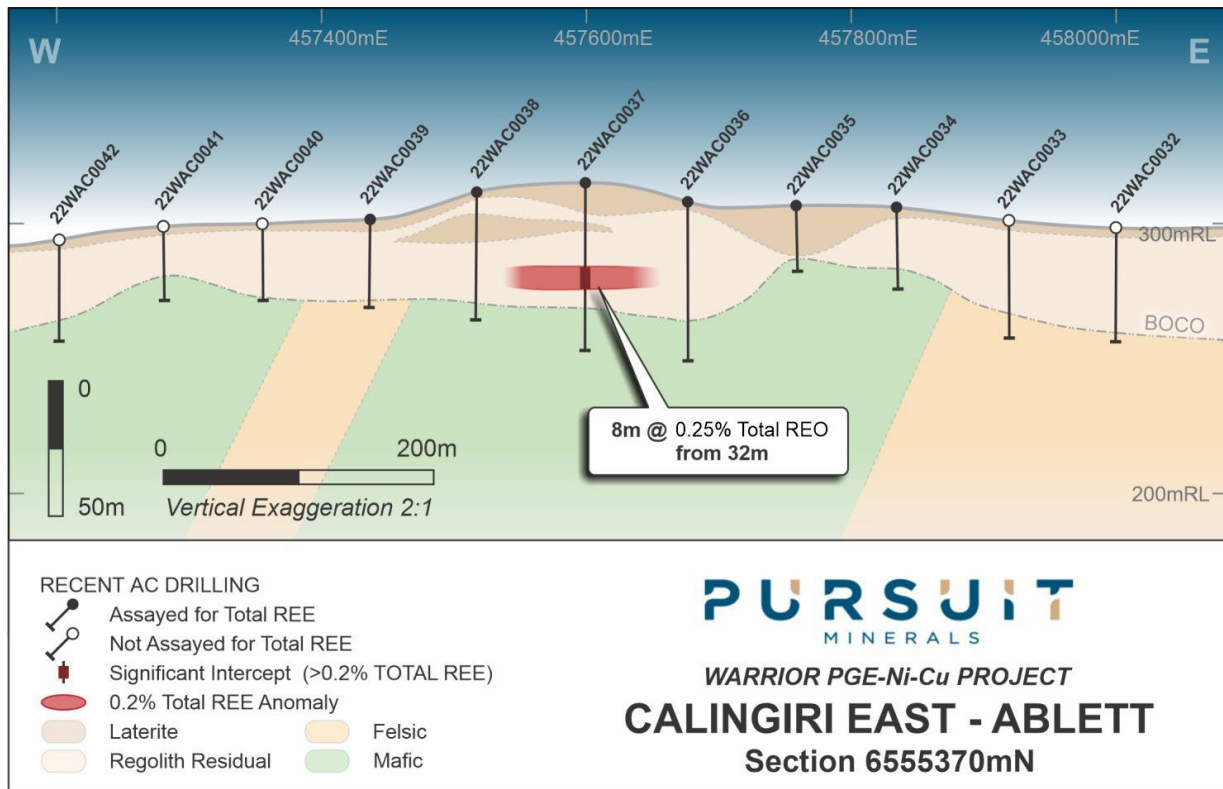 W
457400mE
457600mE
457800mE
458000mE
E
22WAC0042
22WAC0041
22WAC0040
22WAC0039
22WAC0038
22WAC0037
22WAC0036
22WAC0035
22WAC0034
22WAC0033
22WAC0032
300mRL
BOCO
8m @ 0.25% Total REO
from 32m
0
50m
0 200m
Vertical Exaggeration 2:1
200mRL
RECENT AC DRILLING
Assayed for Total REE
Not Assayed for Total REE
Significant Intercept (>0.2% TOTAL REE)
0.2% Total REE Anomaly
Laterite
Felsic
Regolith Residual
Mafic
PURSUIT
MINERALS
WARRIOR PGE-Ni-Cu PROJECT
CALINGIRI EAST - ABLETT
Section 6555370mN